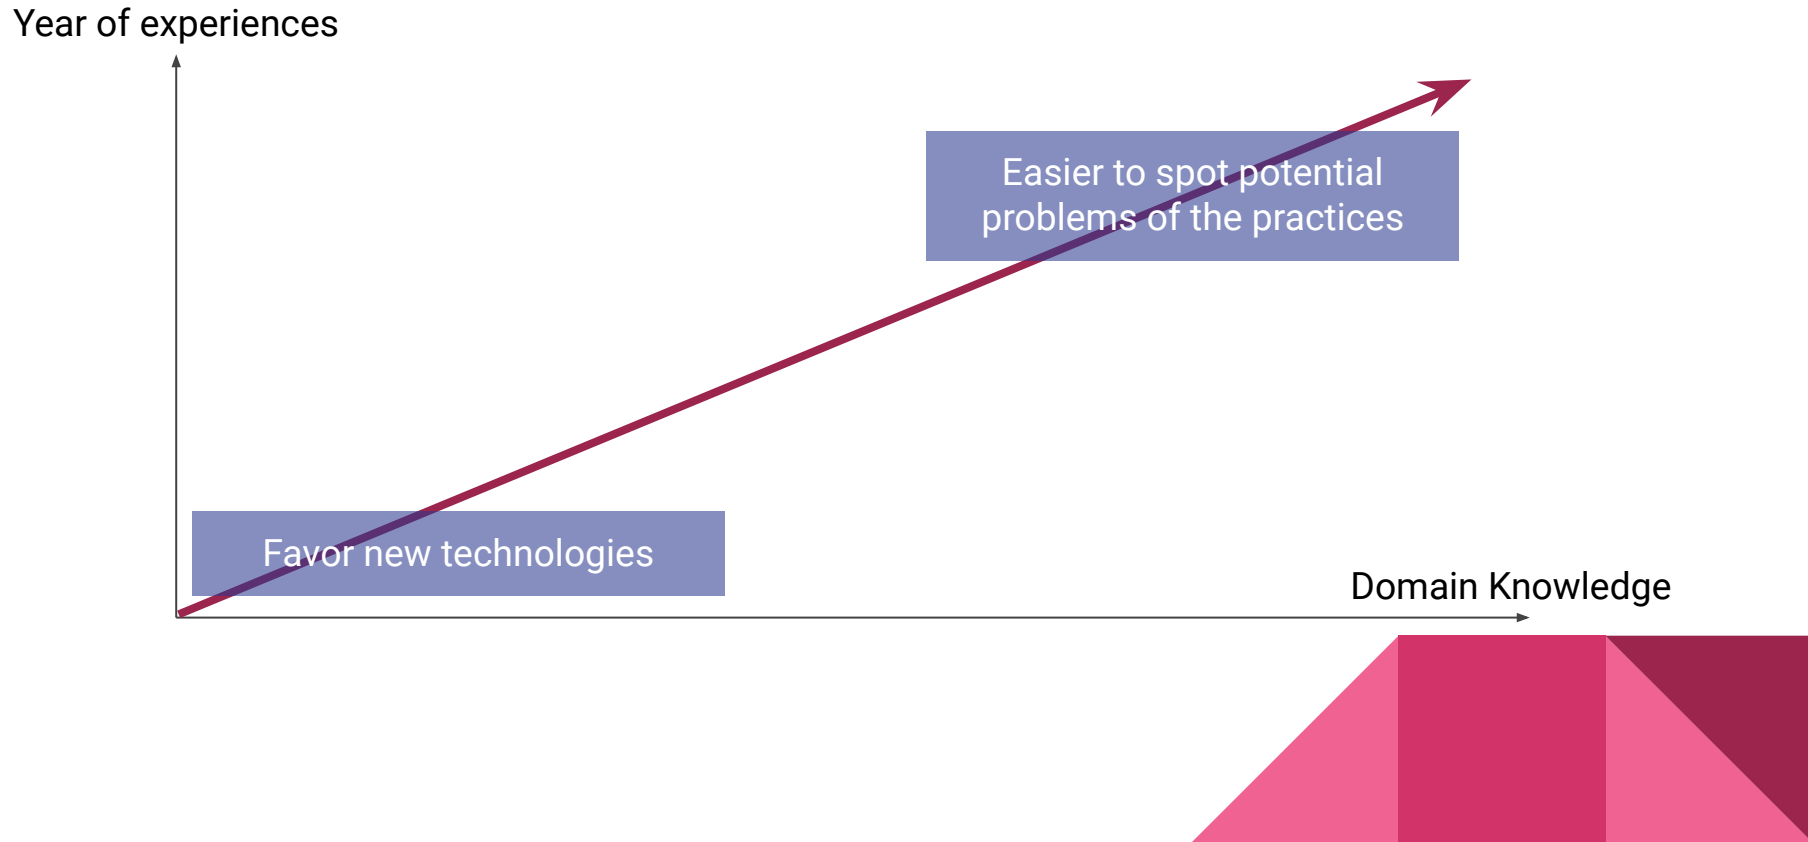 Year of experiences
Easier to spot potential
problems of the practices
Favor new technologies
Domain Knowledge